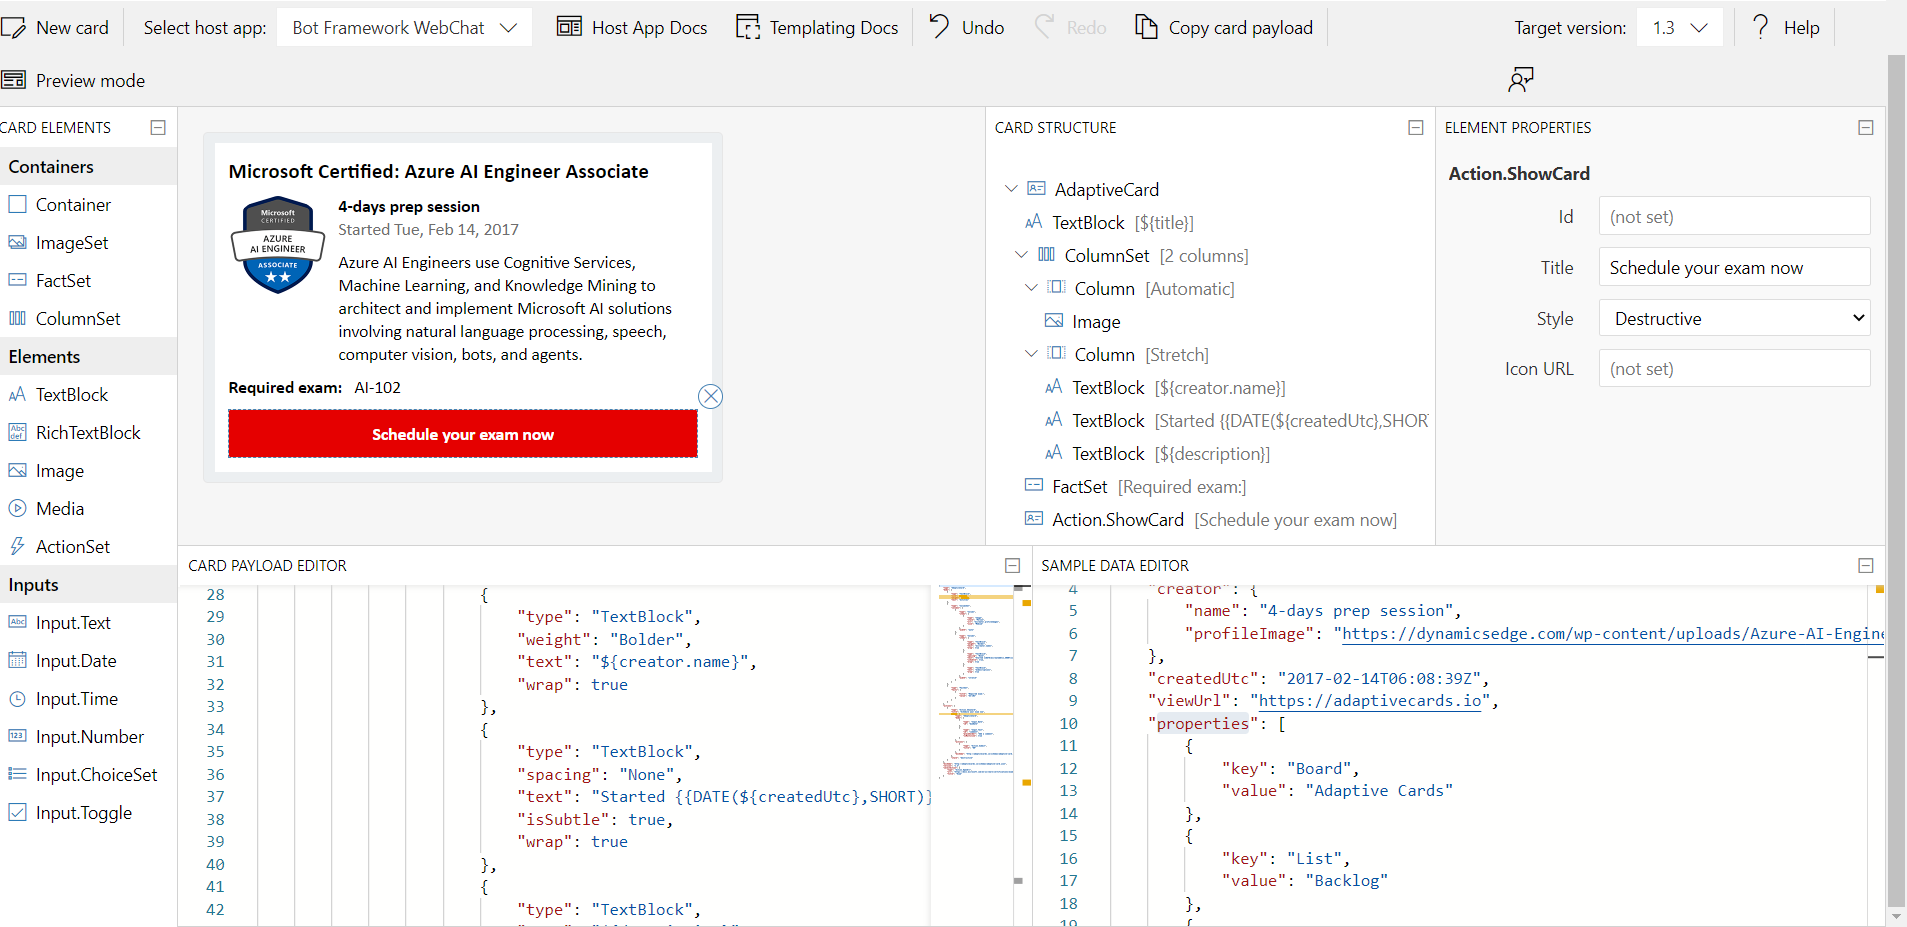 New card
Select host app:
Bot Framework WebChat
Host App Docs
Templating Docs
Undo
Redo
Copy card payload
Target version:
1.3
Help
Preview mode
CARD ELEMENTS
Containers
Container
ImageSet
FactSet
ColumnSet
Elements
TextBlock
RichTextBlock
Image
Media
ActionSet
Inputs
Input.Text
Input.Date
Input.Time
Input.Number
Input.ChoiceSet
Input.Toggle
Microsoft Certified: Azure AI Engineer Associate
Microsoft
CERTIFIED
AZURE
AI ENGINEER
ASSOCIATE
4-days prep session
Started Tue, Feb 14, 2017
Azure AI Engineers use Cognitive Services,
Machine Learning, and Knowledge Mining to
architect and implement Microsoft AI solutions
involving natural language processing, speech,
computer vision, bots, and agents.
Required exam: AI-102
Schedule your exam now
CARD STRUCTURE
AdaptiveCard
TextBlock [${title}]
ColumnSet [2 columns]
Column [Automatic]
Image
Column [Stretch]
TextBlock [${creator.name}]
TextBlock [Started {{DATE(${createdUtc},SHOR
TextBlock [${description}]
FactSet [Required exam:]
Action.ShowCard [Schedule your exam now]
ELEMENT PROPERTIES
Action.ShowCard
Id (not set)
Title Schedule your exam now
Style Destructive
Icon URL (not set)
CARD PAYLOAD EDITOR
28 {
29 "type": "TextBlock",
30 "weight": "Bolder",
31 "text": "${creator.name}",
32 "wrap": true
33 },
34 {
35 "type": "TextBlock",
36 "spacing": "None",
37 "text": "Started {{DATE(${createdUtc},SHORT)}
38 "isSubtle": true,
39 "wrap": true
40 },
41 {
42 "type": "TextBlock",
SAMPLE DATA EDITOR
4 "creator": {
5 "name": "4-days prep session",
6 "profileImage": "https://dynamicsedge.com/wp-content/uploads/Azure-AI-Engine
7 },
8 "createdUtc": "2017-02-14T06:08:39Z",
9 "viewUrl": "https://adaptivecards.io",
10 "properties": [
11 {
12 "key": "Board",
13 "value": "Adaptive Cards"
14 },
15 {
16 "key": "List",
17 "value": "Backlog"
18 },
19 {